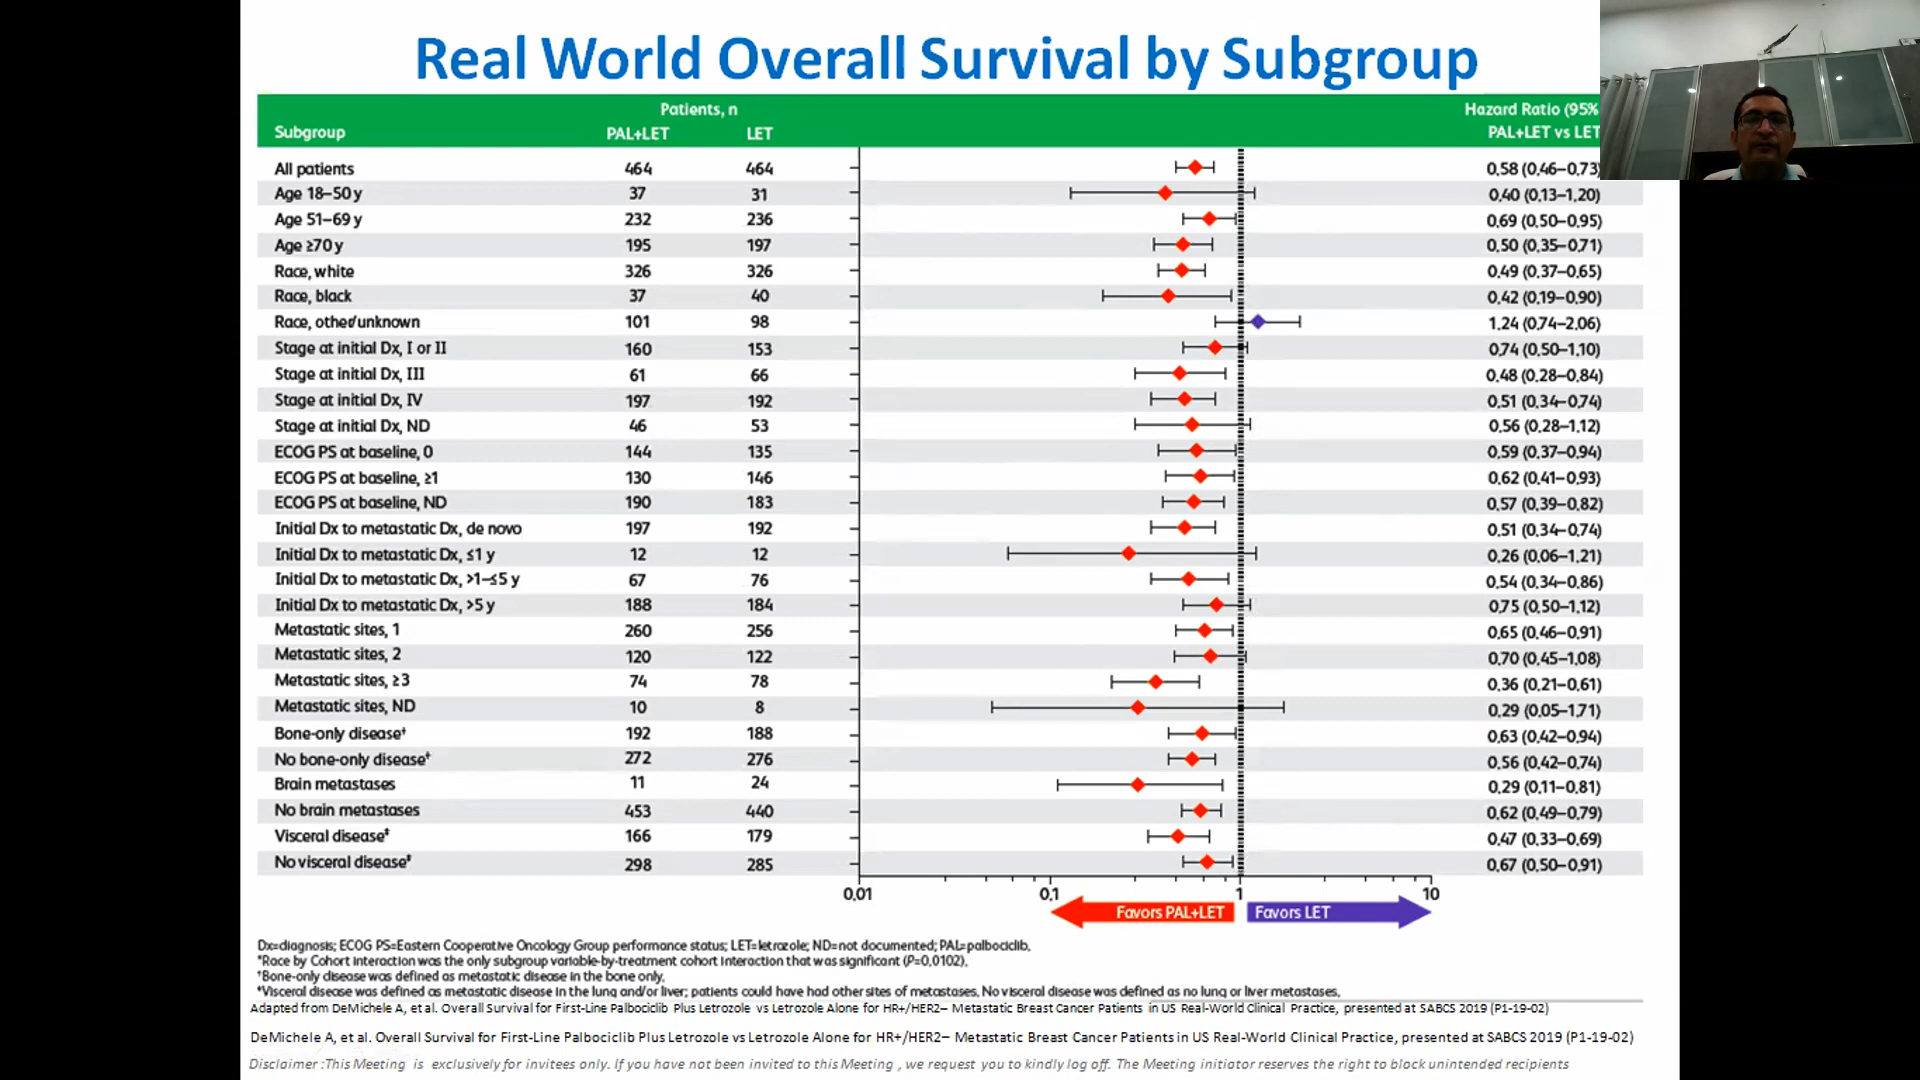 Real World Overall Survival by Subgroup
Patients, n Hazard Ratio (95%
Subgroup PAL+LET LET PAL+LET vs LET
All patients 464 464 0.58 (0.46–0.73)
Age 18–50 y 37 31 0.40 (0.13–1.20)
Age 51–69 y 232 236 0.69 (0.50–0.95)
Age ≥70 y 195 197 0.50 (0.35–0.71)
Race, white 326 326 0.49 (0.37–0.65)
Race, black 37 40 0.42 (0.19–0.90)
Race, other/unknown 101 98 1.24 (0.74–2.06)
Stage at initial Dx, I or II 160 153 0.74 (0.50–1.10)
Stage at initial Dx, III 61 66 0.48 (0.28–0.84)
Stage at initial Dx, IV 197 192 0.51 (0.34–0.74)
Stage at initial Dx, ND 46 53 0.56 (0.28–1.12)
ECOG PS at baseline, 0 144 135 0.59 (0.37–0.94)
ECOG PS at baseline, ≥1 130 146 0.62 (0.41–0.93)
ECOG PS at baseline, ND 190 183 0.57 (0.39–0.82)
Initial Dx to metastatic Dx, de novo 197 192 0.51 (0.34–0.74)
Initial Dx to metastatic Dx, ≤1 y 12 12 0.26 (0.06–1.21)
Initial Dx to metastatic Dx, >1–≤5 y 67 76 0.54 (0.34–0.86)
Initial Dx to metastatic Dx, >5 y 188 184 0.75 (0.50–1.12)
Metastatic sites, 1 260 256 0.65 (0.46–0.91)
Metastatic sites, 2 120 122 0.70 (0.45–1.08)
Metastatic sites, ≥3 74 78 0.36 (0.21–0.61)
Metastatic sites, ND 10 8 0.29 (0.05–1.71)
Bone-only disease† 192 188 0.63 (0.42–0.94)
No bone-only disease† 272 276 0.56 (0.42–0.74)
Brain metastases 11 24 0.29 (0.11–0.81)
No brain metastases 453 440 0.62 (0.49–0.79)
Visceral disease‡ 166 179 0.47 (0.33–0.69)
No visceral disease‡ 298 285 0.67 (0.50–0.91)
0.01 0.1 1 10
Favors PAL+LET Favors LET
Dx=diagnosis; ECOG PS=Eastern Cooperative Oncology Group performance status; LET=letrozole; ND=not documented; PAL=palbociclib.
*Race by Cohort interaction was the only subgroup variable-by-treatment cohort interaction that was significant (P=0.0102).
†Bone-only disease was defined as metastatic disease in the bone only.
‡Visceral disease was defined as metastatic disease in the lung and/or liver; patients could have had other sites of metastases. No visceral disease was defined as no lung or liver metastases.
Adapted from DeMichele A, et al. Overall Survival for First-Line Palbociclib Plus Letrozole vs Letrozole Alone for HR+/HER2– Metastatic Breast Cancer Patients in US Real-World Clinical Practice, presented at SABCS 2019 (P1-19-02)
DeMichele A, et al. Overall Survival for First-Line Palbociclib Plus Letrozole vs Letrozole Alone for HR+/HER2– Metastatic Breast Cancer Patients in US Real-World Clinical Practice, presented at SABCS 2019 (P1-19-02)
Disclaimer :This Meeting is exclusively for invitees only. If you have not been invited to this Meeting , we request you to kindly log off. The Meeting initiator reserves the right to block unintended recipients